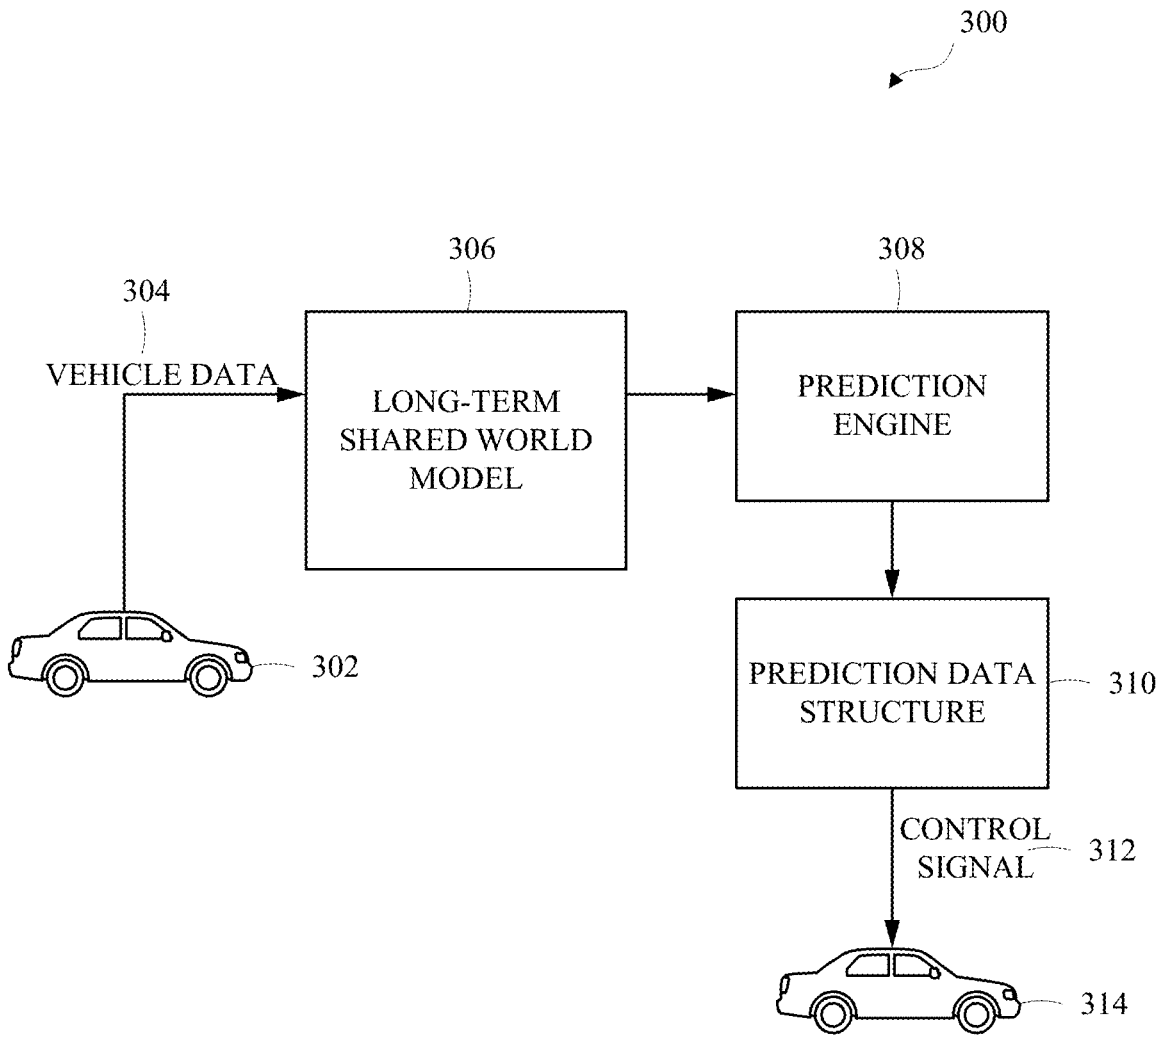 300
306
308
304
VEHICLE DATA
LONG-TERM
SHARED WORLD
MODEL
PREDICTION
ENGINE
302
PREDICTION DATA
STRUCTURE
310
CONTROL
SIGNAL
312
314